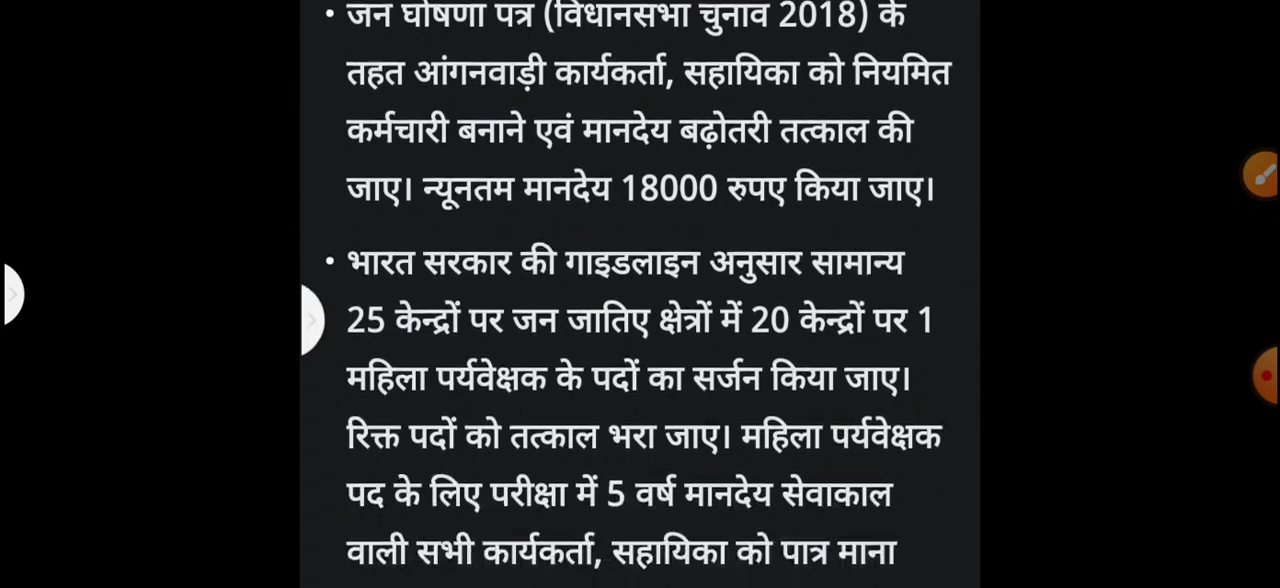 • जन घोषणा पत्र (विधानसभा चुनाव 2018) के
तहत आंगनवाड़ी कार्यकर्ता, सहायिका को नियमित
कर्मचारी बनाने एवं मानदेय बढ़ोतरी तत्काल की
जाए। न्यूनतम मानदेय 18000 रुपए किया जाए।
• भारत सरकार की गाइडलाइन अनुसार सामान्य
25 केन्द्रों पर जन जातिए क्षेत्रों में 20 केन्द्रों पर 1
महिला पर्यवेक्षक के पदों का सर्जन किया जाए।
रिक्त पदों को तत्काल भरा जाए। महिला पर्यवेक्षक
पद के लिए परीक्षा में 5 वर्ष मानदेय सेवाकाल
वाली सभी कार्यकर्ता, सहायिका को पात्र माना